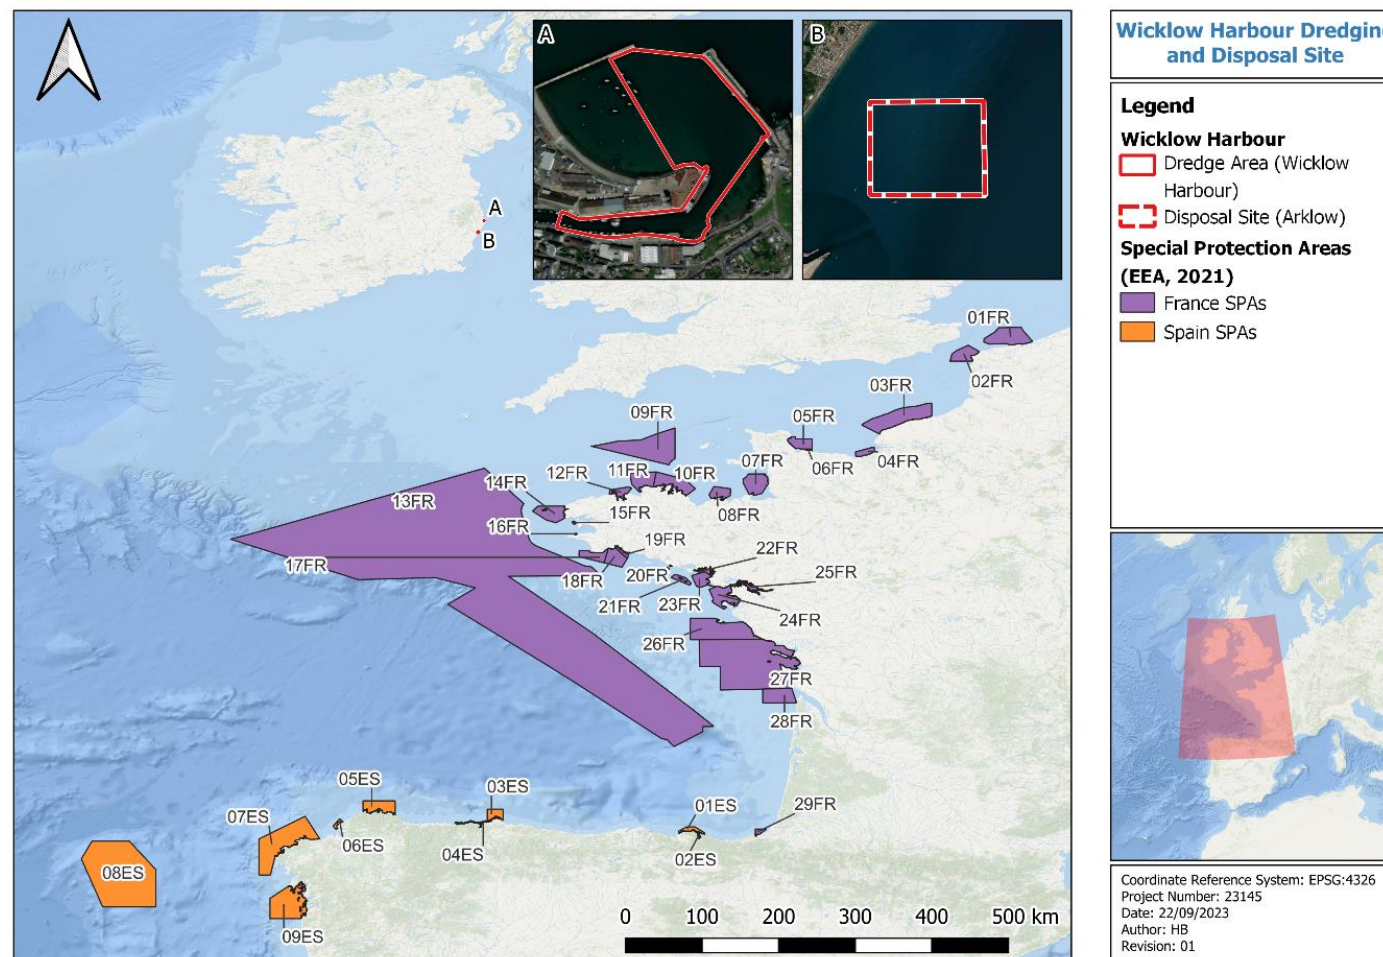 A
B
A
B
01FR
02FR
03FR
09FR
05FR
04FR
06FR
07FR
11FR
10FR
12FR
08FR
14FR
13FR
15FR
16FR
19FR
17FR
22FR
18FR
20FR
25FR
21FR
23FR
24FR
26FR
27FR
28FR
05ES
03ES
01ES
29FR
07ES
06ES
04ES
02ES
08ES
09ES
0 100 200 300 400 500 km
Wicklow Harbour Dredging
and Disposal Site
Legend
Wicklow Harbour
Dredge Area (Wicklow
Harbour)
Disposal Site (Arklow)
Special Protection Areas
(EEA, 2021)
France SPAs
Spain SPAs
Coordinate Reference System: EPSG:4326
Project Number: 23145
Date: 22/09/2023
Author: HB
Revision: 01